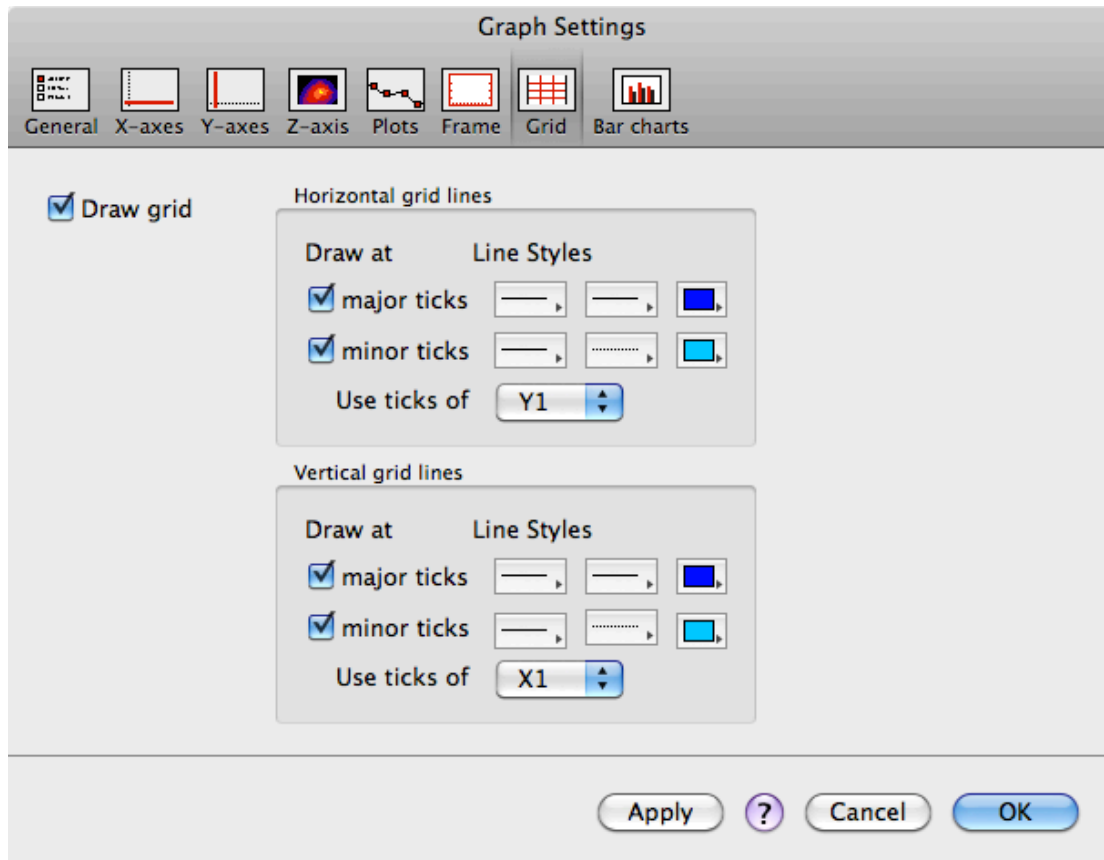 Graph Settings
General X-axes Y-axes Z-axis Plots Frame Grid Bar charts
Draw grid
Horizontal grid lines
Draw at Line Styles
major ticks
minor ticks
Use ticks of Y1
Vertical grid lines
Draw at Line Styles
major ticks
minor ticks
Use ticks of X1
Apply ? Cancel OK